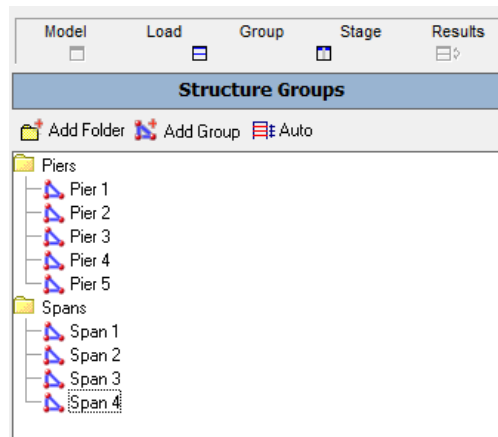 Model Load Group Stage Results
Structure Groups
Add Folder Add Group Auto
Piers
Pier 1
Pier 2
Pier 3
Pier 4
Pier 5
Spans
Span 1
Span 2
Span 3
Span 4